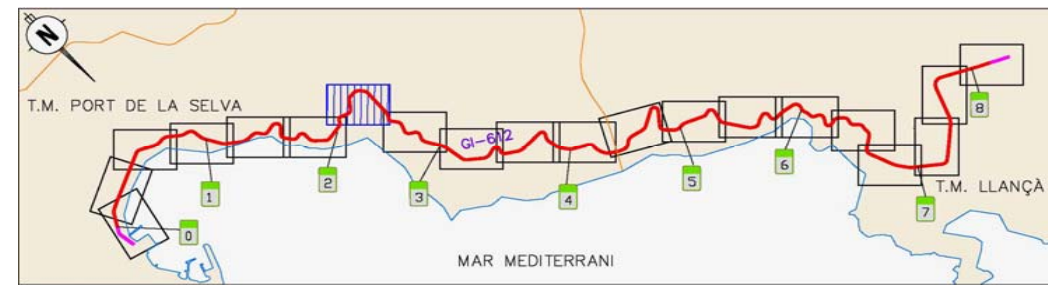 N
T.M. PORT DE LA SELVA
GI-612
0
1
2
3
4
5
6
7
8
T.M. LLANÇÀ
MAR MEDITERRANI